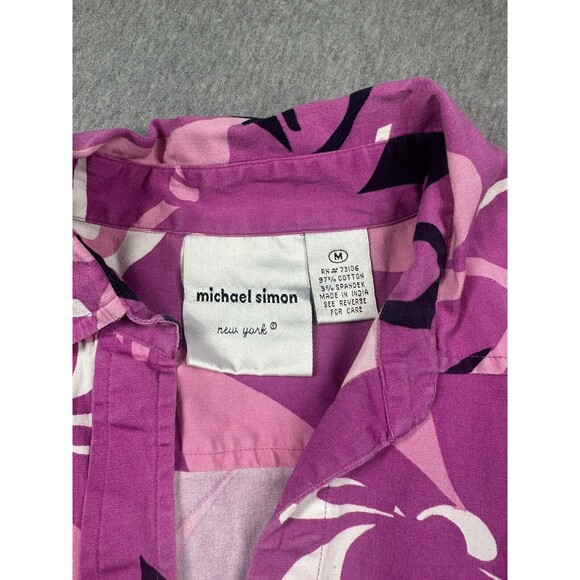 michael simon
new york ©
M
RN # 73106
97% COTTON
3% SPANDEX
MADE IN INDIA
SEE REVERSE
FOR CARE